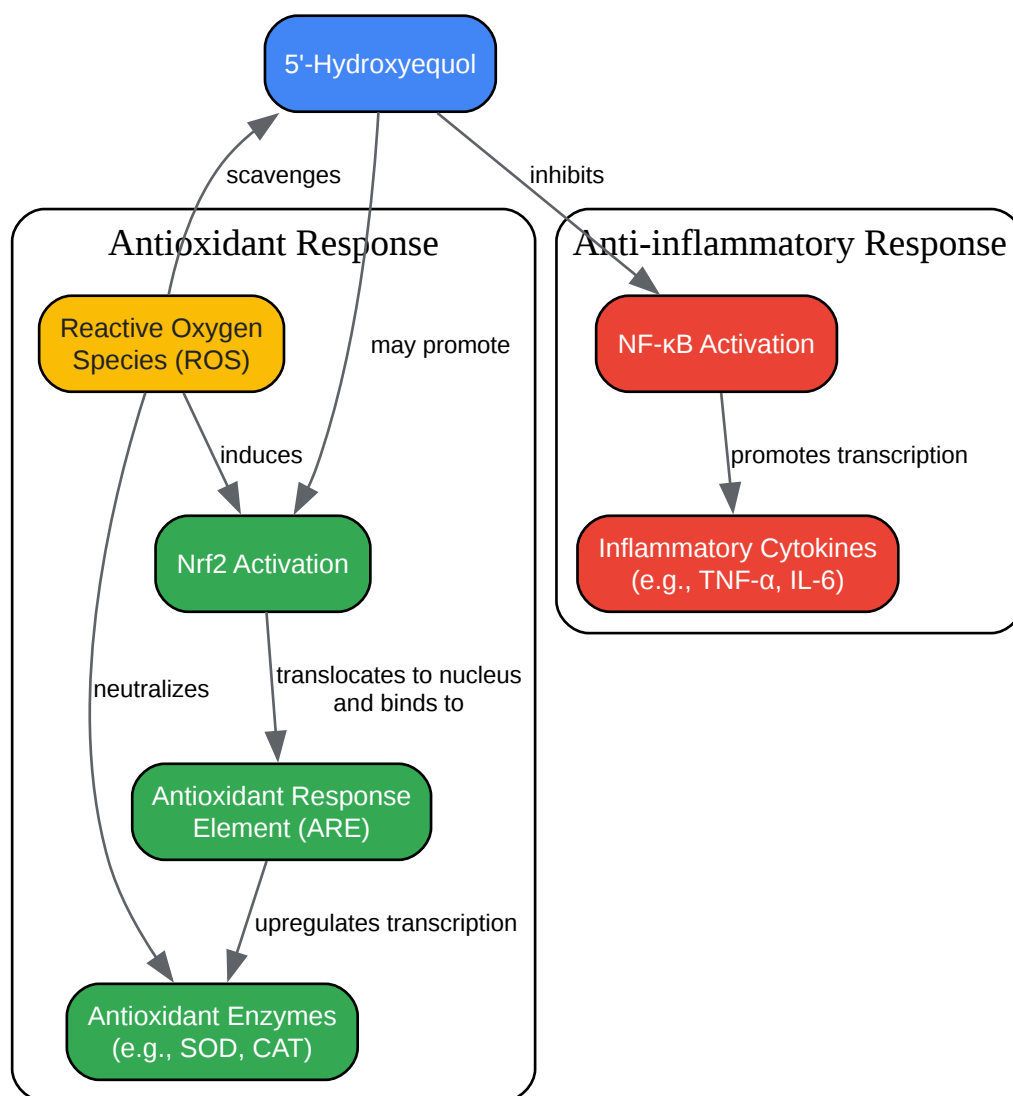 5'-Hydroxyequol
scavenges
inhibits
Antioxidant Response
Anti-inflammatory Response
Reactive Oxygen
Species (ROS)
may promote
NF-κB Activation
induces
promotes transcription
Nrf2 Activation
Inflammatory Cytokines
(e.g., TNF-α, IL-6)
neutralizes
translocates to nucleus
and binds to
Antioxidant Response
Element (ARE)
upregulates transcription
Antioxidant Enzymes
(e.g., SOD, CAT)